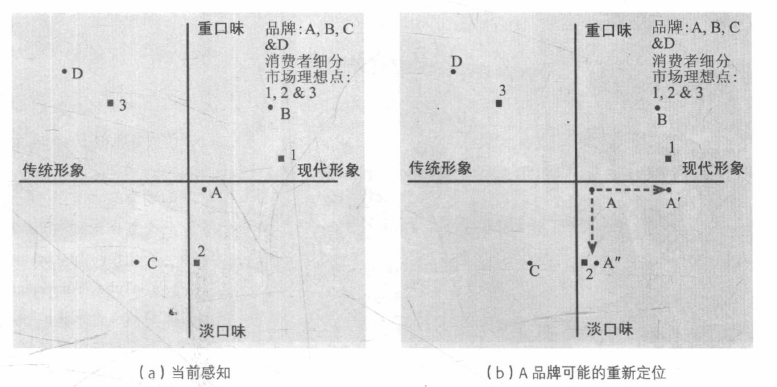 重口味
品牌:A, B, C
&D
消费者细分
市场理想点:
1, 2 & 3
D
3
B
1
传统形象
现代形象
A
2
C
淡口味
(a)当前感知
重口味
品牌:A, B, C
&D
消费者细分
市场理想点:
1, 2 & 3
D
3
B
1
传统形象
现代形象
A
A′
C
2
A″
淡口味
(b)A品牌可能的重新定位